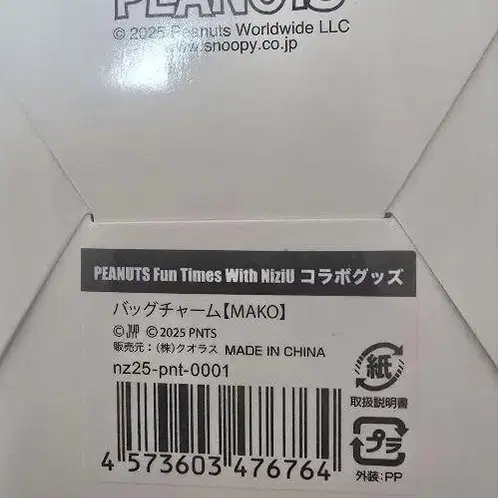 PEANUTS
© 2025 Peanuts Worldwide LLC
www.snoopy.co.jp
PEANUTS Fun Times With NiziU コラボグッズ
バッグチャーム【MAKO】
©JYP ©2025 PNTS
販売元：(株)クオラス MADE IN CHINA
nz25-pnt-0001
紙
取扱説明書
プラ
外装:PP
4 573603 476764